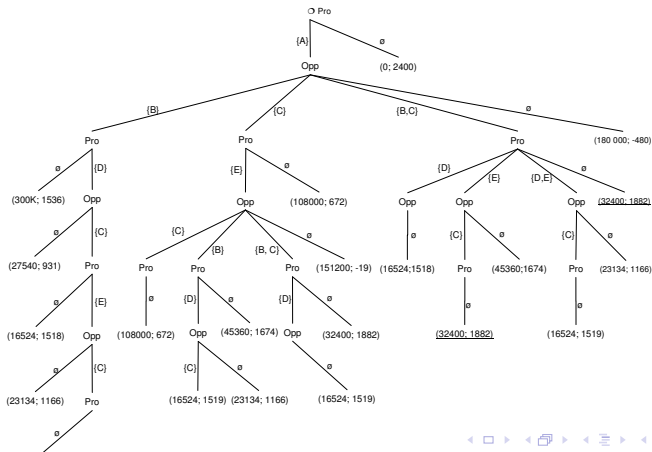 ❍ Pro
{A} ø
Opp (0; 2400)
{B} {C} {B,C} ø
Pro Pro Pro (180 000; -480)
ø {D} {E} ø {D} {E} {D,E} ø
(300K; 1536) Opp Opp (108000; 672) Opp Opp Opp (32400; 1882)
ø {C} {C} {B} {B, C} ø ø {C} ø {C} ø
(27540; 931) Pro Pro Pro Pro (151200; -19) (16524;1518) Pro (45360;1674) Pro (23134; 1166)
ø {E} ø {D} ø {D} ø ø ø
(16524; 1518) Opp (108000; 672) Opp (45360; 1674) Opp (32400; 1882) (32400; 1882) (16524; 1519)
ø {C} {C} ø ø
(23134; 1166) Pro (16524; 1519) (23134; 1166) (16524; 1519)
ø